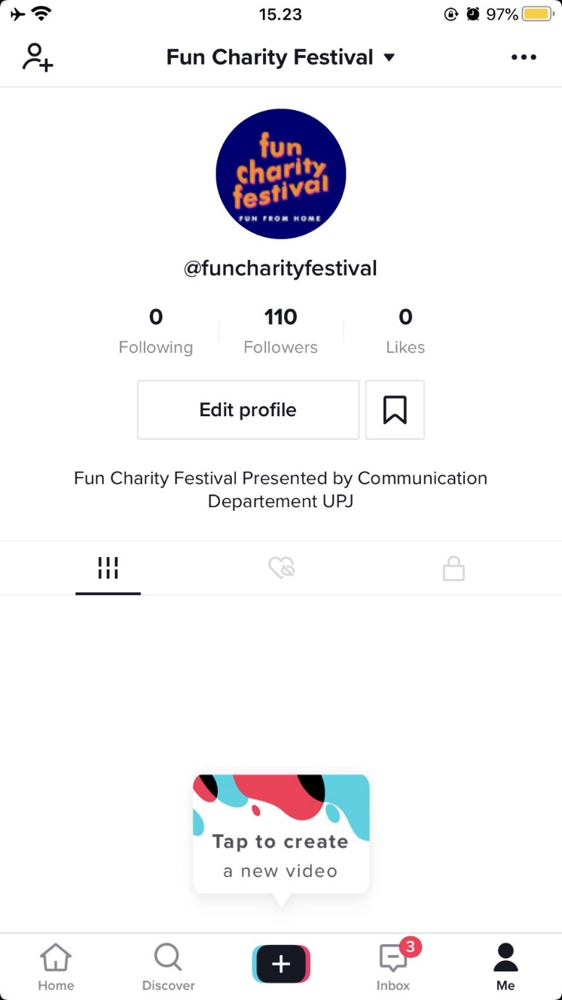 15.23
97%
Fun Charity Festival
fun
charity
festival
FUN FROM HOME
@funcharityfestival
0 110 0
Following Followers Likes
Edit profile
Fun Charity Festival Presented by Communication
Departement UPJ
Tap to create
a new video
3
Home Discover Inbox Me